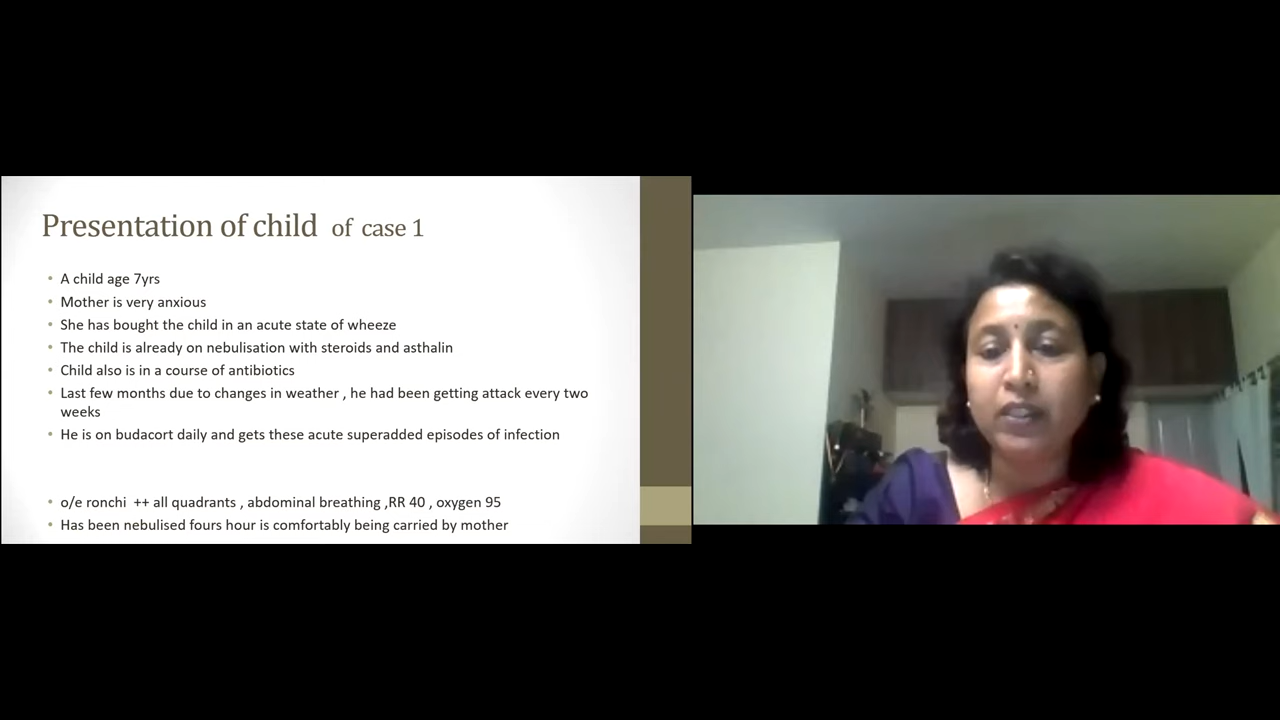 Presentation of child of case 1
• A child age 7yrs
• Mother is very anxious
• She has bought the child in an acute state of wheeze
• The child is already on nebulisation with steroids and asthalin
• Child also is in a course of antibiotics
• Last few months due to changes in weather , he had been getting attack every two
weeks
• He is on budacort daily and gets these acute superadded episodes of infection
• o/e ronchi ++ all quadrants , abdominal breathing ,RR 40 , oxygen 95
• Has been nebulised fours hour is comfortably being carried by mother